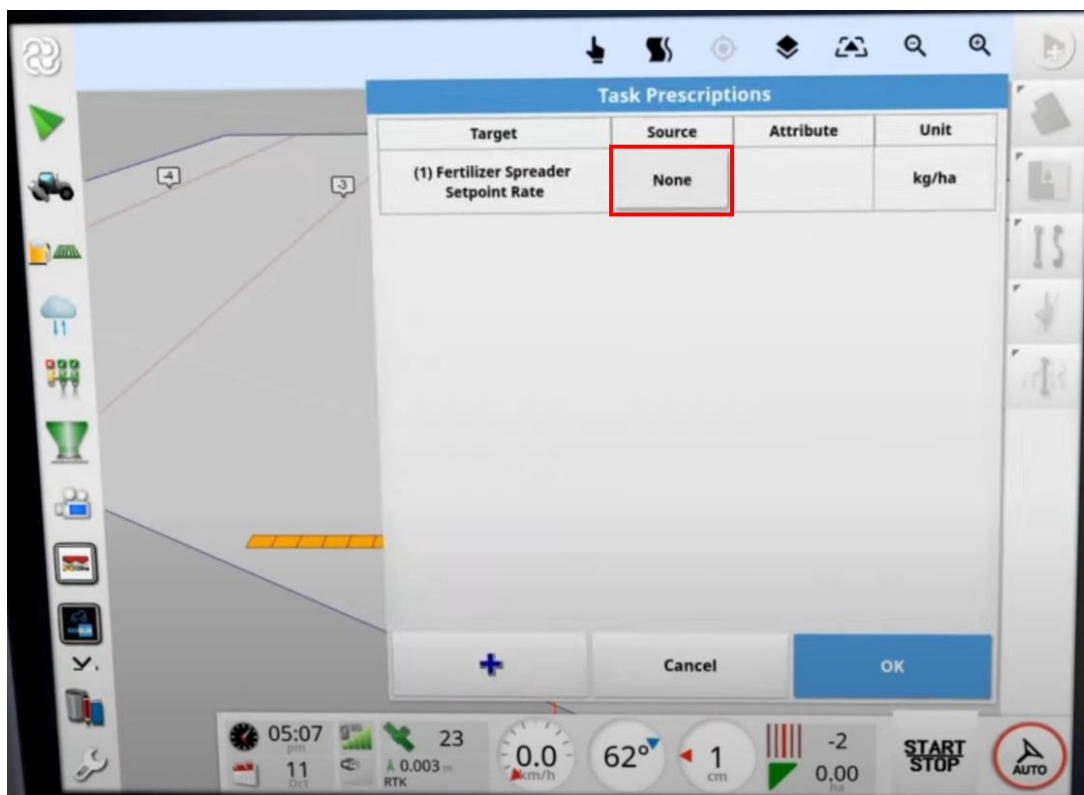 Task Prescriptions
Target Source Attribute Unit
(1) Fertilizer Spreader
Setpoint Rate
None
kg/ha
-4
-3
Cancel
OK
05:07
pm
11
Oct
23
0.003 m
RTK
0.0
km/h
62°
1
cm
-2
0.00
ha
START
STOP
AUTO